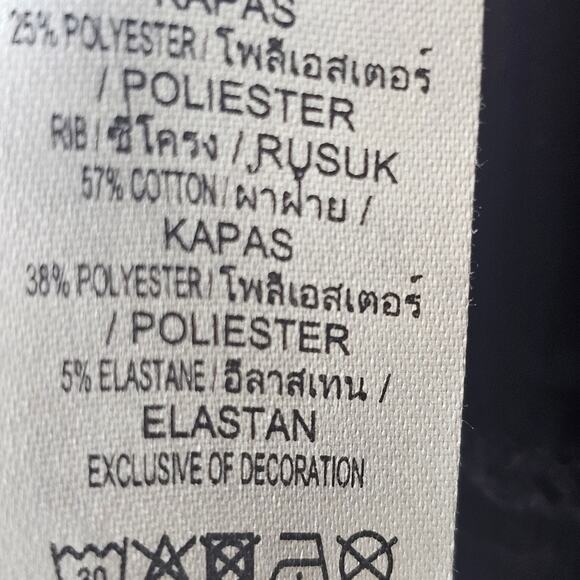 KAPAS
25% POLYESTER / โพลีเอสเตอร์
/ POLIESTER
RIB / ซี่โครง / RUSUK
57% COTTON / ผ้าฝ้าย /
KAPAS
38% POLYESTER / โพลีเอสเตอร์
/ POLIESTER
5% ELASTANE / อีลาสเทน /
ELASTAN
EXCLUSIVE OF DECORATION
30